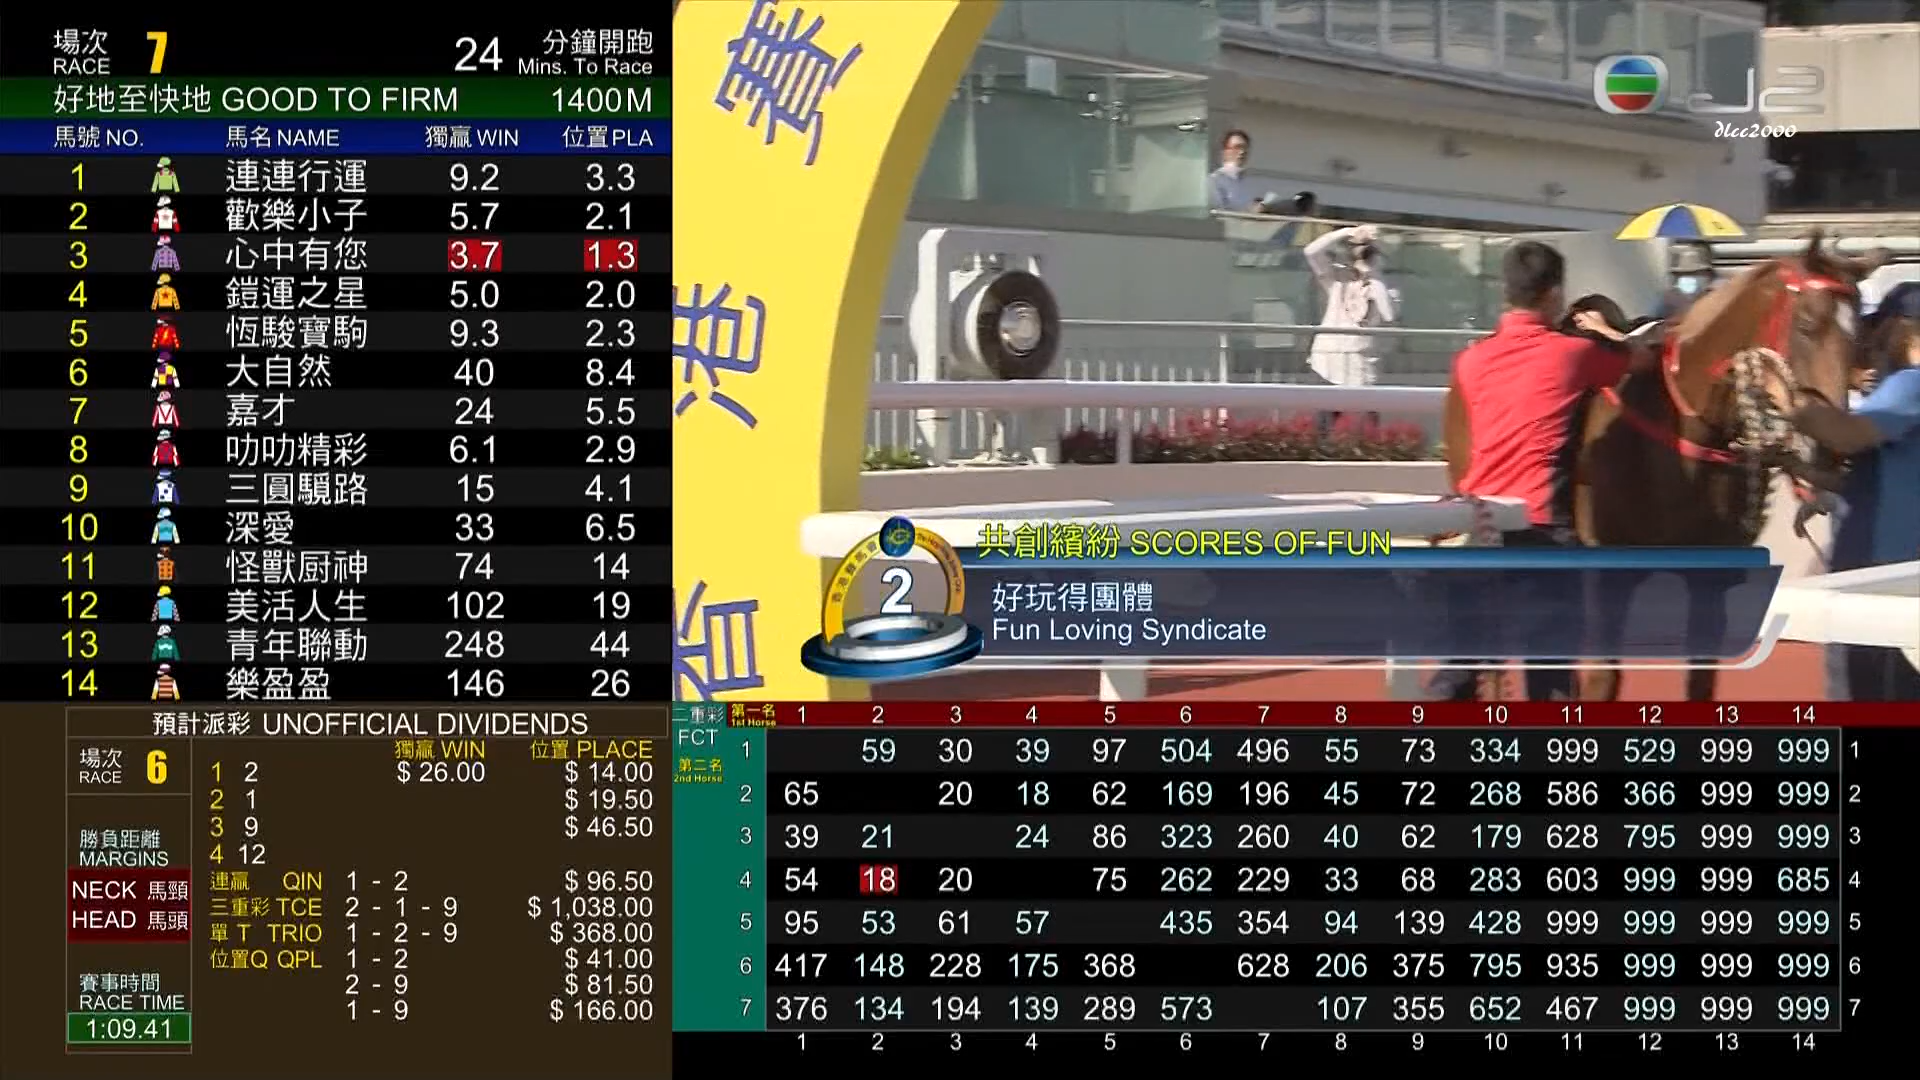 場次 RACE 7 24 分鐘開跑 Mins. To Race
好地至快地 GOOD TO FIRM 1400M
馬號 NO. 馬名 NAME 獨贏 WIN 位置 PLA
1 連連行運 9.2 3.3
2 歡樂小子 5.7 2.1
3 心中有您 3.7 1.3
4 鎧運之星 5.0 2.0
5 恆駿寶駒 9.3 2.3
6 大自然 40 8.4
7 嘉才 24 5.5
8 叻叻精彩 6.1 2.9
9 三圓驥路 15 4.1
10 深愛 33 6.5
11 怪獸厨神 74 14
12 美活人生 102 19
13 青年聯動 248 44
14 樂盈盈 146 26
賽
港
香
J2
dlcc2000
2
共創繽紛 SCORES OF FUN
好玩得團體
Fun Loving Syndicate
預計派彩 UNOFFICIAL DIVIDENDS
場次 RACE 6
獨贏 WIN 位置 PLACE
1 2 $ 26.00 $ 14.00
2 1 $ 19.50
3 9 $ 46.50
4 12
勝負距離
MARGINS
NECK 馬頸
HEAD 馬頭
連贏 QIN 1 - 2 $ 96.50
三重彩 TCE 2 - 1 - 9 $ 1,038.00
單 T TRIO 1 - 2 - 9 $ 368.00
位置Q QPL 1 - 2 $ 41.00
2 - 9 $ 81.50
1 - 9 $ 166.00
賽事時間
RACE TIME
1:09.41
二重彩 FCT
第一名 1st Horse
第二名 2nd Horse
1 2 3 4 5 6 7 8 9 10 11 12 13 14
1 59 30 39 97 504 496 55 73 334 999 529 999 999 1
2 65 20 18 62 169 196 45 72 268 586 366 999 999 2
3 39 21 24 86 323 260 40 62 179 628 795 999 999 3
4 54 18 20 75 262 229 33 68 283 603 999 999 685 4
5 95 53 61 57 435 354 94 139 428 999 999 999 999 5
6 417 148 228 175 368 628 206 375 795 935 999 999 999 6
7 376 134 194 139 289 573 107 355 652 467 999 999 999 7
1 2 3 4 5 6 7 8 9 10 11 12 13 14